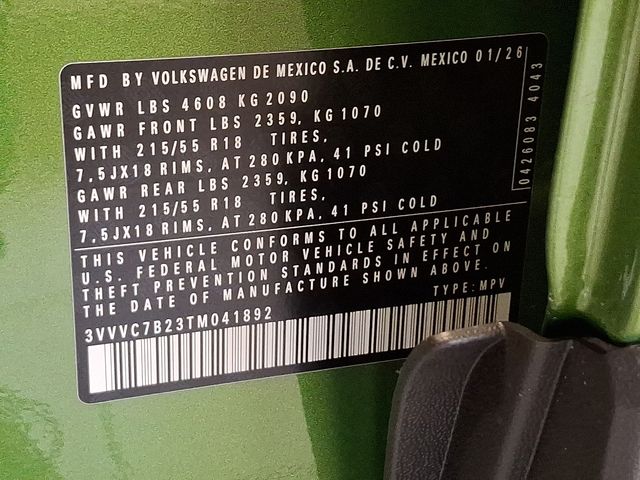 MFD BY VOLKSWAGEN DE MEXICO S.A. DE C.V. MEXICO 01/26
GVWR LBS 4608 KG 2090
GAWR FRONT LBS 2359, KG 1070
WITH 215/55 R18 TIRES,
7,5JX18 RIMS, AT 280 KPA, 41 PSI COLD
GAWR REAR LBS 2359, KG 1070
WITH 215/55 R18 TIRES,
7,5JX18 RIMS, AT 280 KPA, 41 PSI COLD
0426083 4043
THIS VEHICLE CONFORMS TO ALL APPLICABLE
U.S. FEDERAL MOTOR VEHICLE SAFETY AND
THEFT PREVENTION STANDARDS IN EFFECT ON
THE DATE OF MANUFACTURE SHOWN ABOVE.
3VVVC7B23TM041892 TYPE: MPV